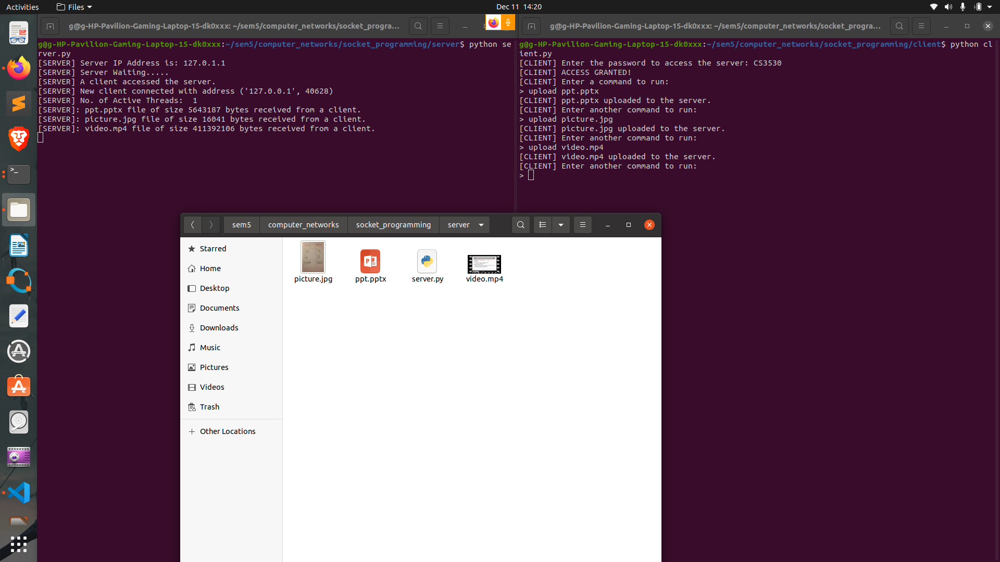 Activities
Files
Dec 11 14:20
g@g-HP-Pavilion-Gaming-Laptop-15-dk0xxx: ~/sem5/computer_networks/socket_progra...
g@g-HP-Pavilion-Gaming-Laptop-15-dk0xxx: ~/sem5/computer_networks/socket_progra...
g@g-HP-Pavilion-Gaming-Laptop-15-dk0xxx:~/sem5/computer_networks/socket_programming/server$ python se
rver.py
[SERVER] Server IP Address is: 127.0.1.1
[SERVER] Server Waiting.....
[SERVER] A client accessed the server.
[SERVER] New client connected with address ('127.0.0.1', 40628)
[SERVER] No. of Active Threads:  1
[SERVER]: ppt.pptx file of size 5643187 bytes received from a client.
[SERVER]: picture.jpg file of size 16041 bytes received from a client.
[SERVER]: video.mp4 file of size 411392106 bytes received from a client.
g@g-HP-Pavilion-Gaming-Laptop-15-dk0xxx:~/sem5/computer_networks/socket_programming/client$ python cl
ient.py
[CLIENT] Enter the password to access the server: CS3530
[CLIENT] ACCESS GRANTED!
[CLIENT] Enter a command to run:
> upload ppt.pptx
[CLIENT] ppt.pptx uploaded to the server.
[CLIENT] Enter another command to run:
> upload picture.jpg
[CLIENT] picture.jpg uploaded to the server.
[CLIENT] Enter another command to run:
> upload video.mp4
[CLIENT] video.mp4 uploaded to the server.
[CLIENT] Enter another command to run:
>
sem5
computer_networks
socket_programming
server
Starred
Home
Desktop
Documents
Downloads
Music
Pictures
Videos
Trash
Other Locations
picture.jpg
ppt.pptx
server.py
video.mp4